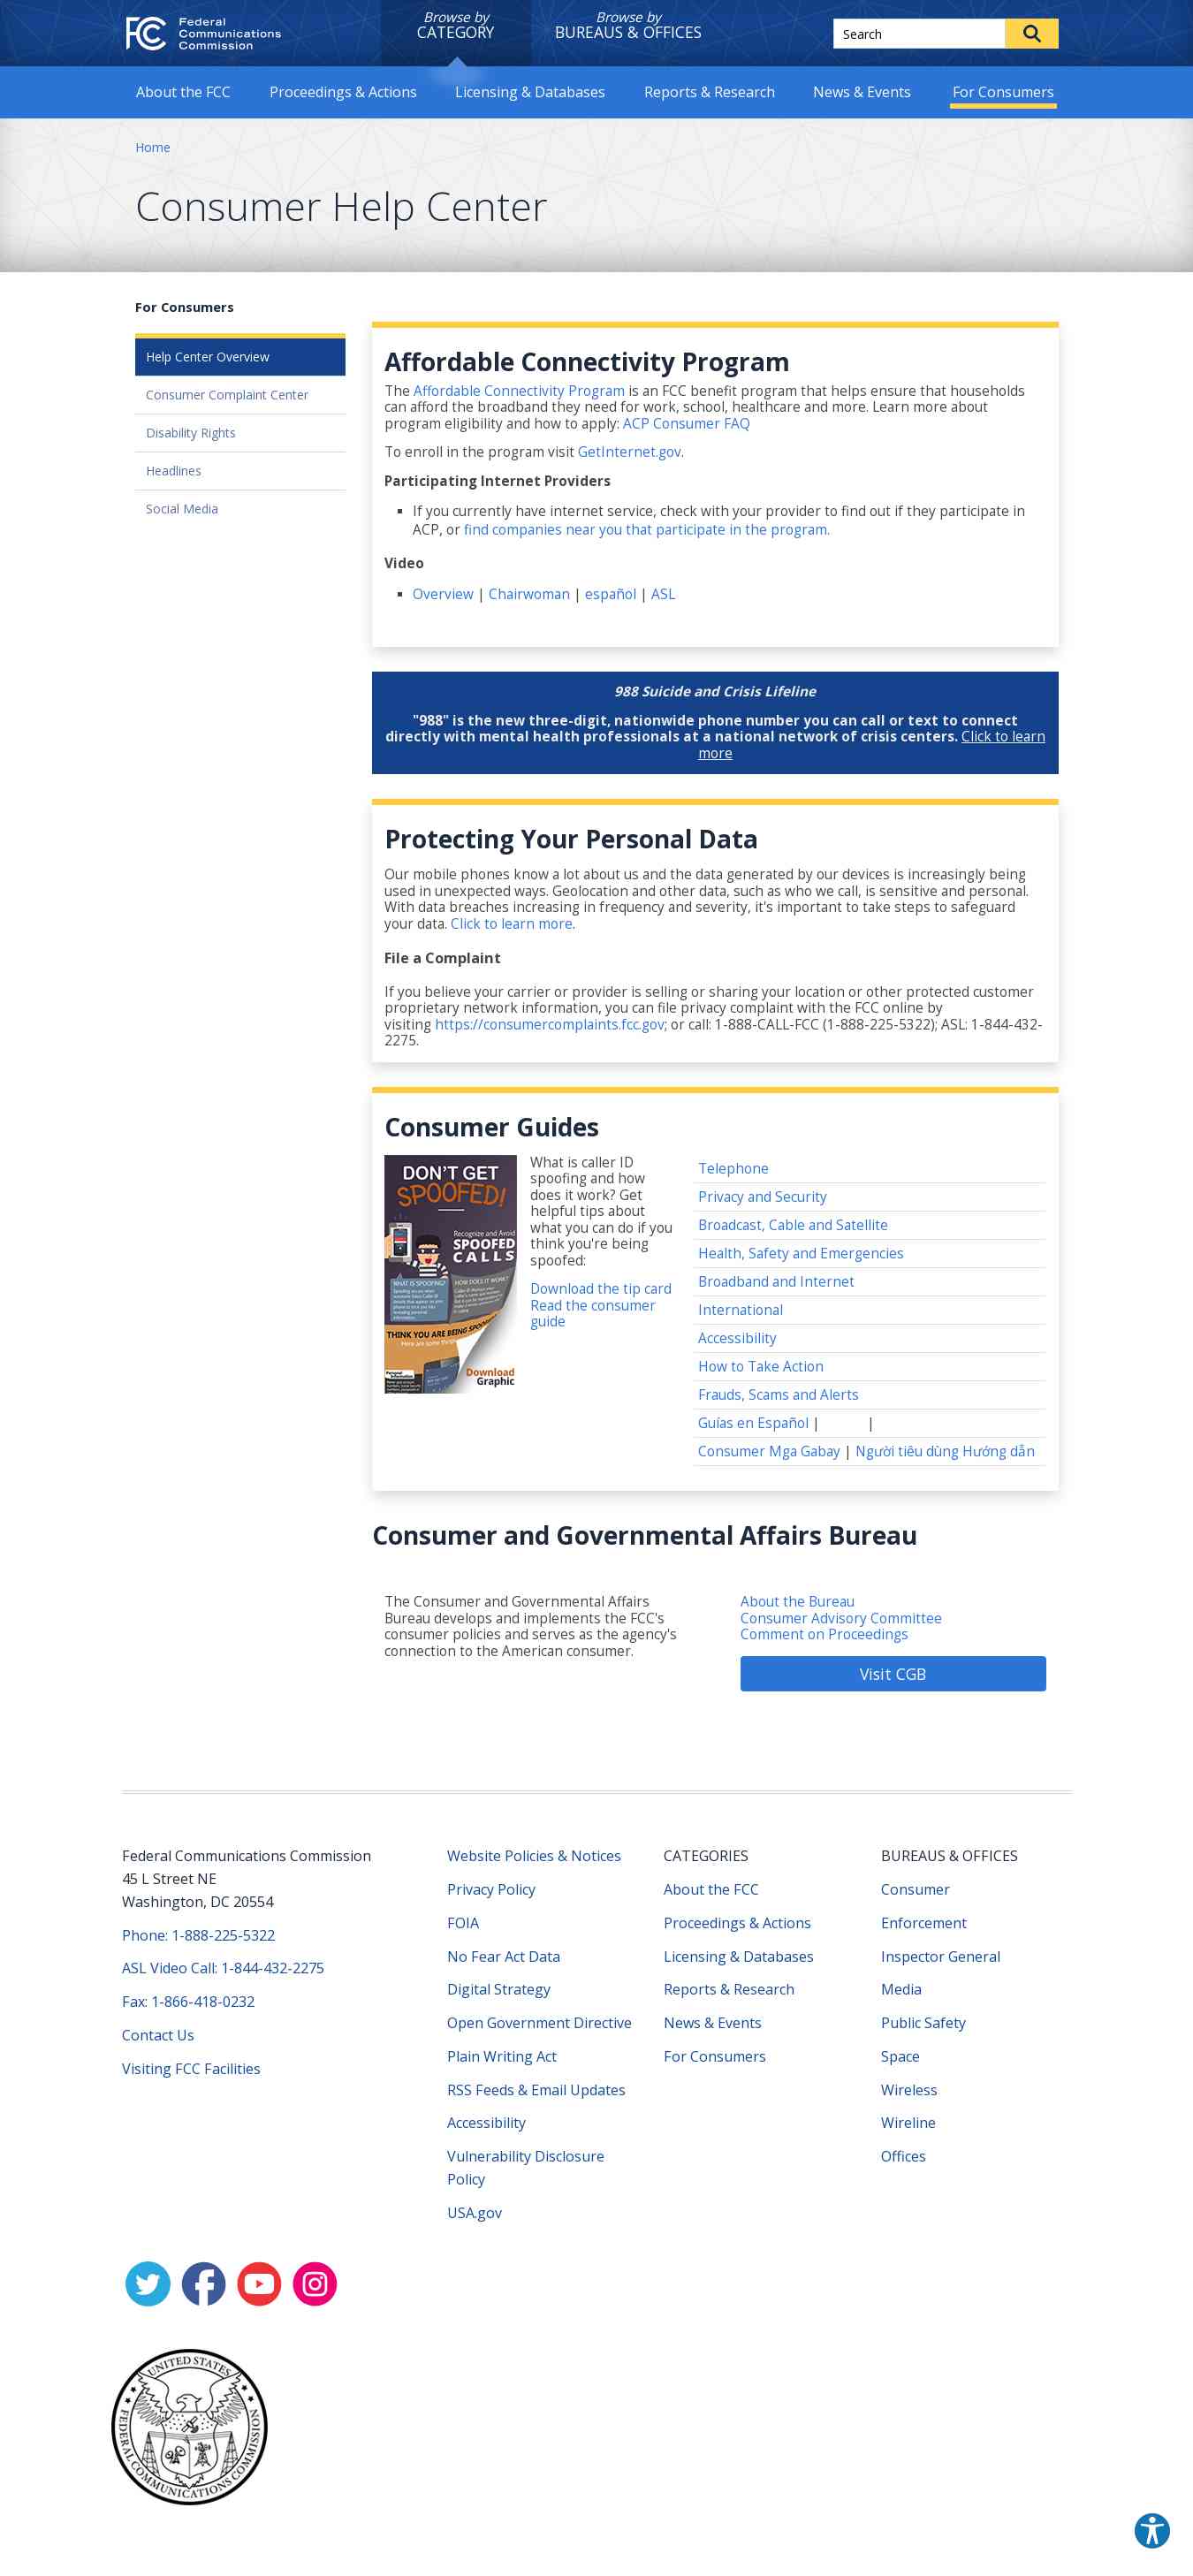 FC Federal
Communications
Commission
Browse by
CATEGORY
Browse by
BUREAUS & OFFICES
Search
About the FCC
Proceedings & Actions
Licensing & Databases
Reports & Research
News & Events
For Consumers
Home
Consumer Help Center
For Consumers
Help Center Overview
Consumer Complaint Center
Disability Rights
Headlines
Social Media
Affordable Connectivity Program
The Affordable Connectivity Program is an FCC benefit program that helps ensure that households
can afford the broadband they need for work, school, healthcare and more. Learn more about
program eligibility and how to apply: ACP Consumer FAQ
To enroll in the program visit GetInternet.gov.
Participating Internet Providers
If you currently have internet service, check with your provider to find out if they participate in
ACP, or find companies near you that participate in the program.
Video
Overview | Chairwoman | español | ASL
988 Suicide and Crisis Lifeline
"988" is the new three-digit, nationwide phone number you can call or text to connect
directly with mental health professionals at a national network of crisis centers. Click to learn
more
Protecting Your Personal Data
Our mobile phones know a lot about us and the data generated by our devices is increasingly being
used in unexpected ways. Geolocation and other data, such as who we call, is sensitive and personal.
With data breaches increasing in frequency and severity, it's important to take steps to safeguard
your data. Click to learn more.
File a Complaint
If you believe your carrier or provider is selling or sharing your location or other protected customer
proprietary network information, you can file privacy complaint with the FCC online by
visiting https://consumercomplaints.fcc.gov; or call: 1-888-CALL-FCC (1-888-225-5322); ASL: 1-844-432-
2275.
Consumer Guides
DON'T GET
SPOOFED!
Recognize and Avoid
SPOOFED
CALLS
WHAT IS SPOOFING?
HOW DOES IT WORK?
THINK YOU ARE BEING SPOOFED
Here are some
Download
Graphic
What is caller ID
spoofing and how
does it work? Get
helpful tips about
what you can do if you
think you're being
spoofed:
Download the tip card
Read the consumer
guide
Telephone
Privacy and Security
Broadcast, Cable and Satellite
Health, Safety and Emergencies
Broadband and Internet
International
Accessibility
How to Take Action
Frauds, Scams and Alerts
Guías en Español | |
Consumer Mga Gabay | Người tiêu dùng Hướng dẫn
Consumer and Governmental Affairs Bureau
The Consumer and Governmental Affairs
Bureau develops and implements the FCC's
consumer policies and serves as the agency's
connection to the American consumer.
About the Bureau
Consumer Advisory Committee
Comment on Proceedings
Visit CGB
Federal Communications Commission
45 L Street NE
Washington, DC 20554
Phone: 1-888-225-5322
ASL Video Call: 1-844-432-2275
Fax: 1-866-418-0232
Contact Us
Visiting FCC Facilities
Website Policies & Notices
Privacy Policy
FOIA
No Fear Act Data
Digital Strategy
Open Government Directive
Plain Writing Act
RSS Feeds & Email Updates
Accessibility
Vulnerability Disclosure
Policy
USA.gov
CATEGORIES
About the FCC
Proceedings & Actions
Licensing & Databases
Reports & Research
News & Events
For Consumers
BUREAUS & OFFICES
Consumer
Enforcement
Inspector General
Media
Public Safety
Space
Wireless
Wireline
Offices
UNITED STATES
FEDERAL COMMUNICATIONS COMMISSION